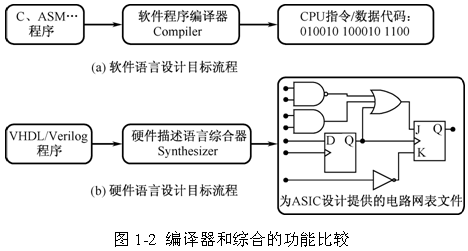 C、ASM…
程序
软件程序编译器
Compiler
CPU指令/数据代码：
010010 100010 1100
(a) 软件语言设计目标流程
VHDL/Verilog
程序
硬件描述语言综合器
Synthesizer
D Q
J Q
K
为ASIC设计提供的电路网表文件
(b) 硬件语言设计目标流程
图 1-2 编译器和综合的功能比较